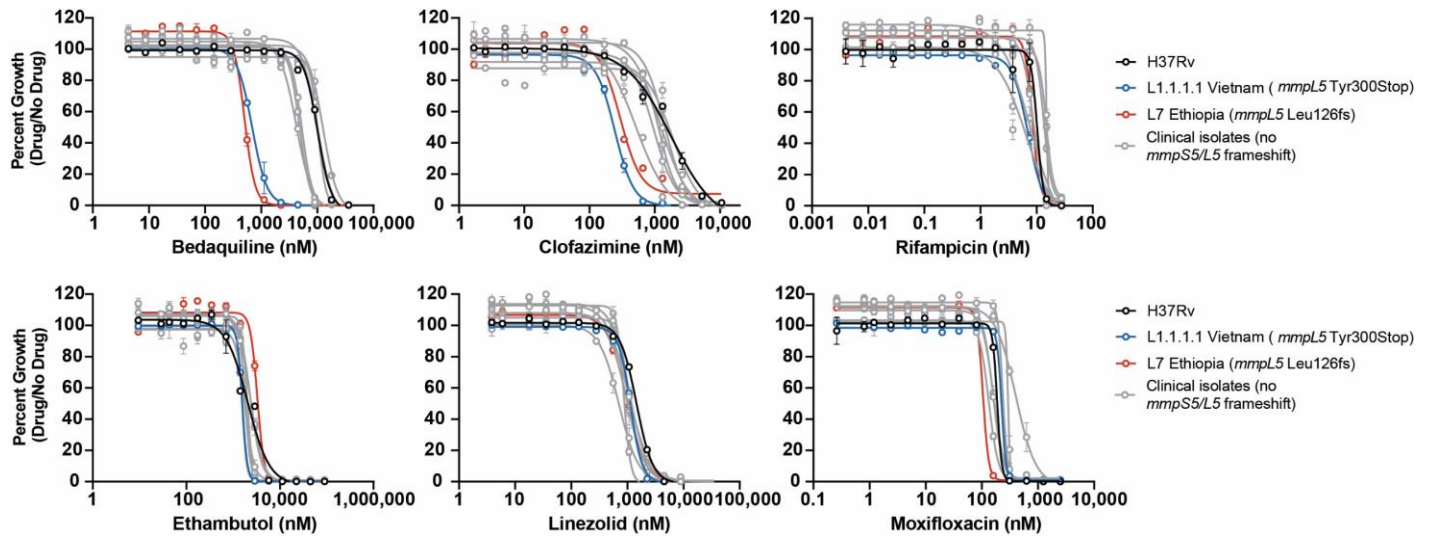 120
100
80
60
40
20
0
Percent Growth
(Drug/No Drug)
1 10 100 1,000 10,000 100,000
Bedaquiline (nM)
120
100
80
60
40
20
0
1 100 1,000 10,000
Clofazimine (nM)
120
100
80
60
40
20
0
0.001 0.01 0.1 1 10 100
Rifampicin (nM)
H37Rv
L1.1.1.1 Vietnam ( mmpL5 Tyr300Stop)
L7 Ethiopia (mmpL5 Leu126fs)
Clinical isolates (no
mmpS5/L5 frameshift)
120
100
80
60
40
20
0
Percent Growth
(Drug/No Drug)
1 100 10,000 1,000,000
Ethambutol (nM)
120
100
80
60
40
20
0
1 10 100 1,000 10,000 100,000
Linezolid (nM)
120
100
80
60
40
20
0
0.1 1 10 100 1,000 10,000
Moxifloxacin (nM)
H37Rv
L1.1.1.1 Vietnam ( mmpL5 Tyr300Stop)
L7 Ethiopia (mmpL5 Leu126fs)
Clinical isolates (no
mmpS5/L5 frameshift)